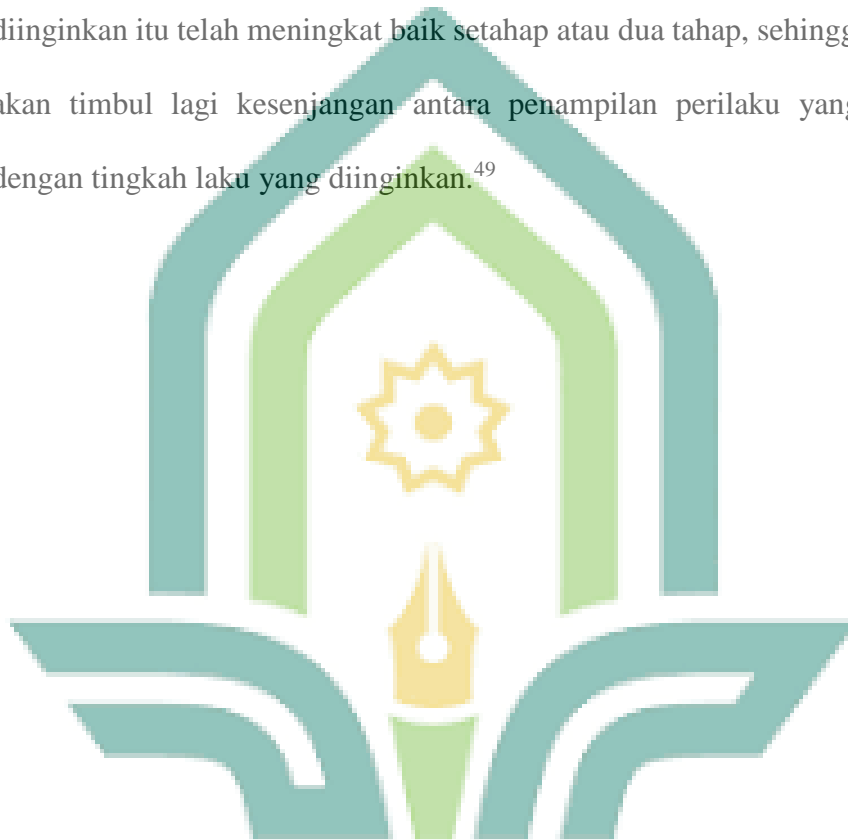 diinginkan itu telah meningkat baik setahap atau dua tahap, sehingg
akan timbul lagi kesenjangan antara penampilan perilaku yang
dengan tingkah laku yang diinginkan.49